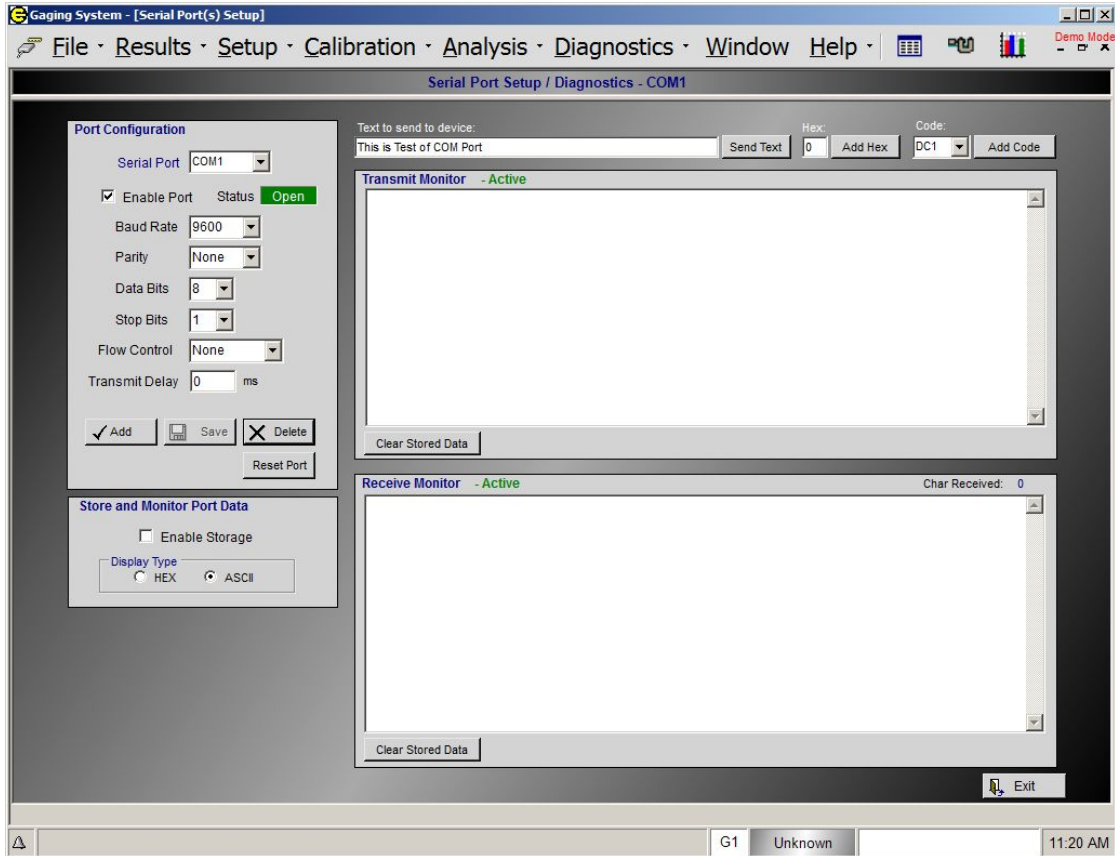 Gaging System - [Serial Port(s) Setup]
File · Results · Setup · Calibration · Analysis · Diagnostics · Window Help ·
Demo Mode
Serial Port Setup / Diagnostics - COM1
Port Configuration
Serial Port COM1
Enable Port Status Open
Baud Rate 9600
Parity None
Data Bits 8
Stop Bits 1
Flow Control None
Transmit Delay 0 ms
Add Save Delete
Reset Port
Store and Monitor Port Data
Enable Storage
Display Type
HEX ASCII
Text to send to device: Hex: Code:
This is Test of COM Port Send Text 0 Add Hex DC1 Add Code
Transmit Monitor - Active
Clear Stored Data
Receive Monitor - Active Char Received: 0
Clear Stored Data
Exit
G1 Unknown 11:20 AM